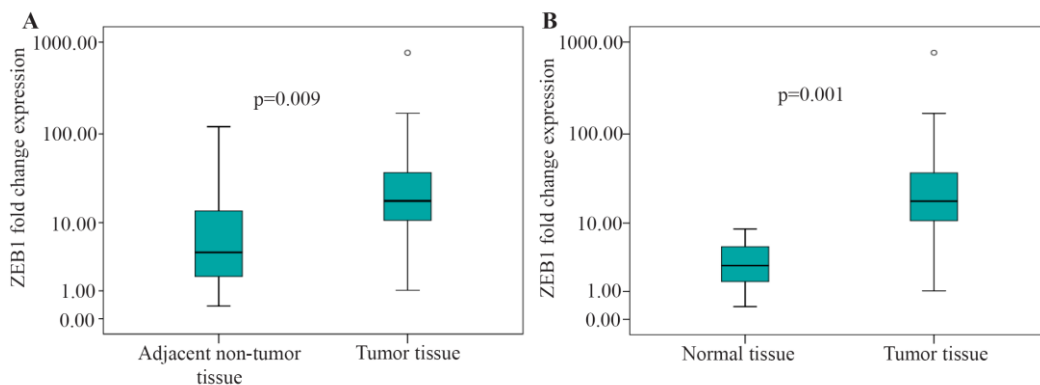 A
ZEB1 fold change expression
1000.00
100.00
10.00
1.00
0.00
p=0.009
Adjacent non-tumor
tissue
Tumor tissue
B
ZEB1 fold change expression
1000.00
100.00
10.00
1.00
0.00
p=0.001
Normal tissue
Tumor tissue